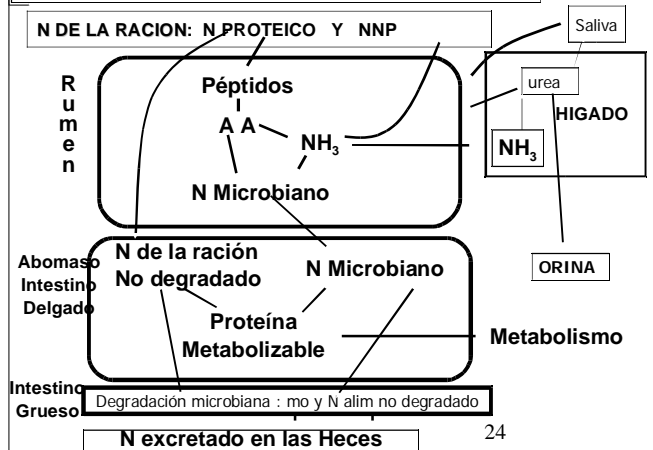 N DE LA RACION: N PROTEICO Y NNP
Saliva
Rumen
Péptidos
A A
NH₃
N Microbiano
urea
HIGADO
NH₃
ORINA
Abomaso
Intestino
Delgado
N de la ración
No degradado
N Microbiano
Proteína
Metabolizable
Metabolismo
Intestino
Grueso
Degradación microbiana : mo y N alim no degradado
N excretado en las Heces
24